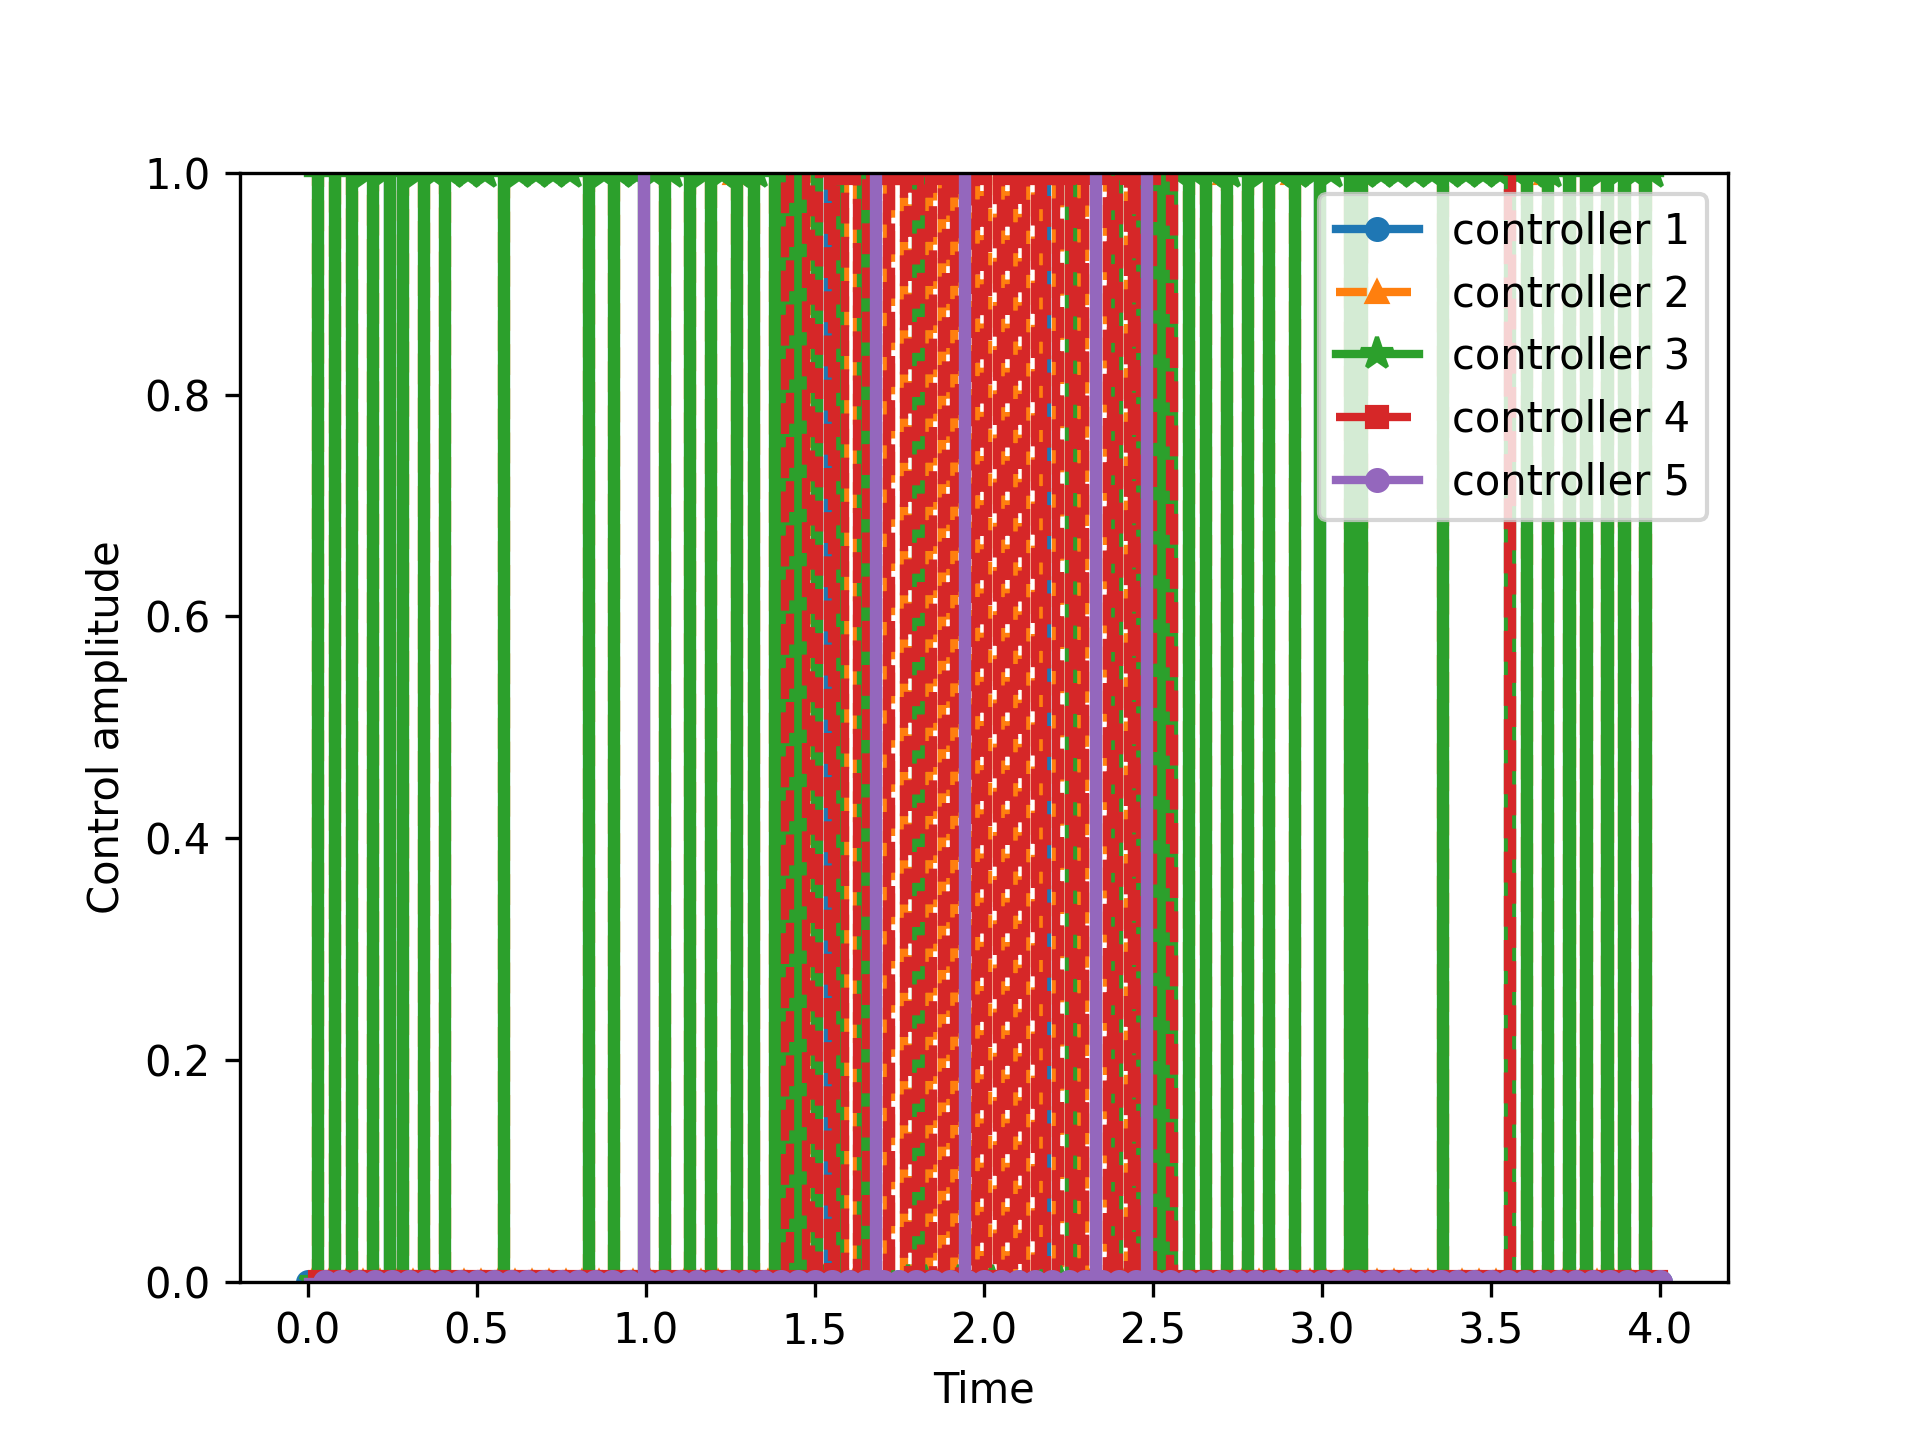 1.0
0.8
0.6
0.4
0.2
0.0
Control amplitude
controller 1
controller 2
controller 3
controller 4
controller 5
0.0 0.5 1.0 1.5 2.0 2.5 3.0 3.5 4.0
Time